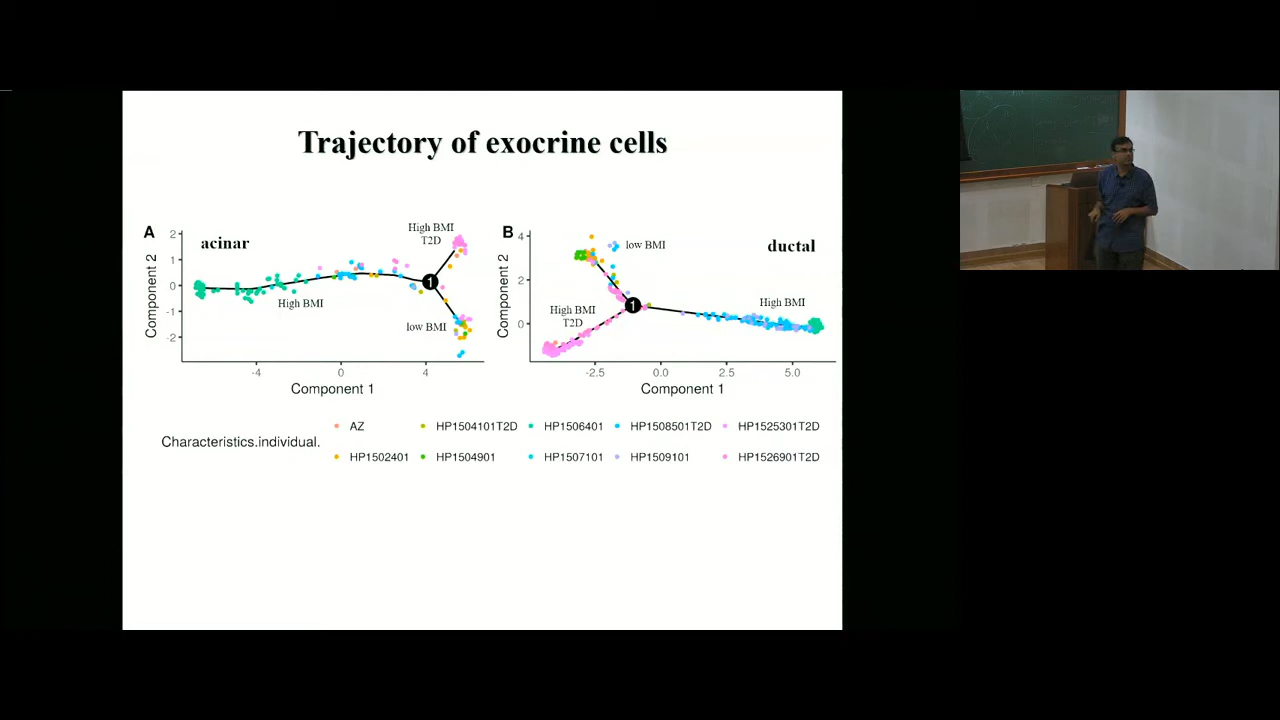 Trajectory of exocrine cells
A
acinar
High BMI
T2D
2
1
0
-1
-2
Component 2
High BMI
1
low BMI
-4
0
4
Component 1
B
ductal
4
2
0
Component 2
low BMI
High BMI
T2D
1
High BMI
-2.5
0.0
2.5
5.0
Component 1
Characteristics.individual.
AZ
HP1504101T2D
HP1506401
HP1508501T2D
HP1525301T2D
HP1502401
HP1504901
HP1507101
HP1509101
HP1526901T2D